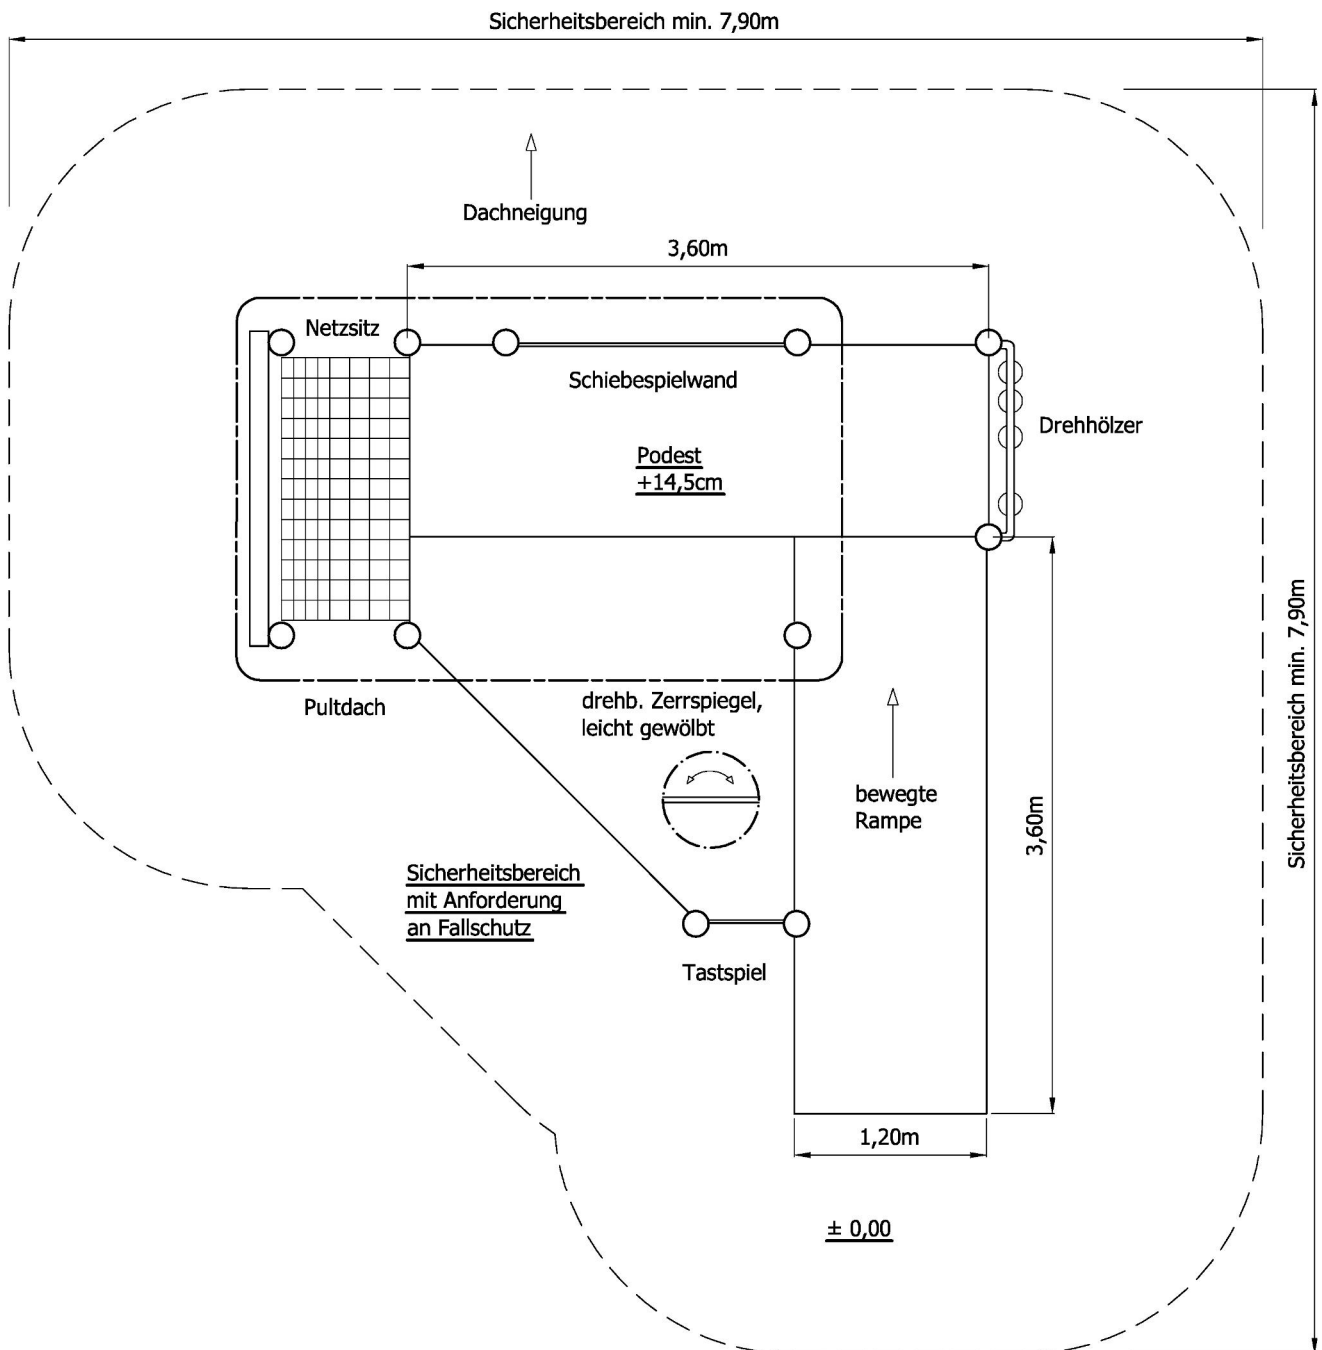 Sicherheitsbereich min. 7,90m
Dachneigung
3,60m
Netzsitz
Schiebespielwand
Drehhölzer
Podest
+14,5cm
Pultdach
drehb. Zerrspiegel,
leicht gewölbt
bewegte
Rampe
3,60m
Sicherheitsbereich min. 7,90m
Sicherheitsbereich
mit Anforderung
an Fallschutz
Tastspiel
1,20m
± 0,00